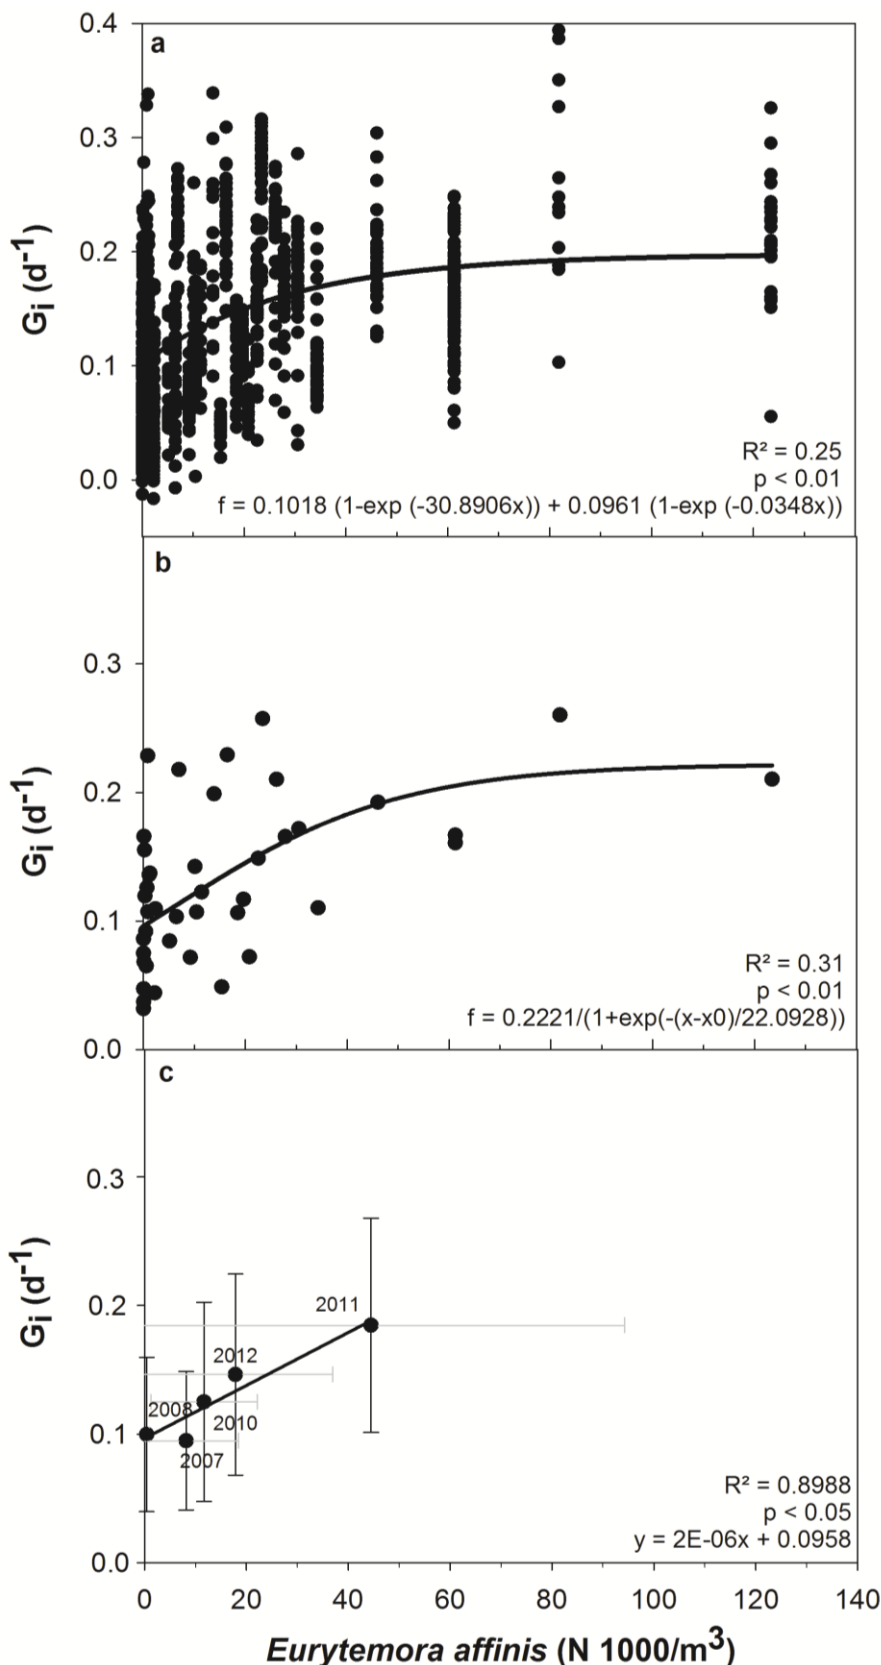 a
0.4
0.3
0.2
0.1
0.0
Gi (d-1)
R² = 0.25
p < 0.01
f = 0.1018 (1-exp (-30.8906x)) + 0.0961 (1-exp (-0.0348x))
b
0.3
0.2
0.1
0.0
Gi (d-1)
R² = 0.31
p < 0.01
f = 0.2221/(1+exp(-(x-x0)/22.0928))
c
0.3
0.2
0.1
0.0
Gi (d-1)
2011
2012
2008
2010
2007
R² = 0.8988
p < 0.05
y = 2E-06x + 0.0958
0 20 40 60 80 100 120 140
Eurytemora affinis (N 1000/m3)